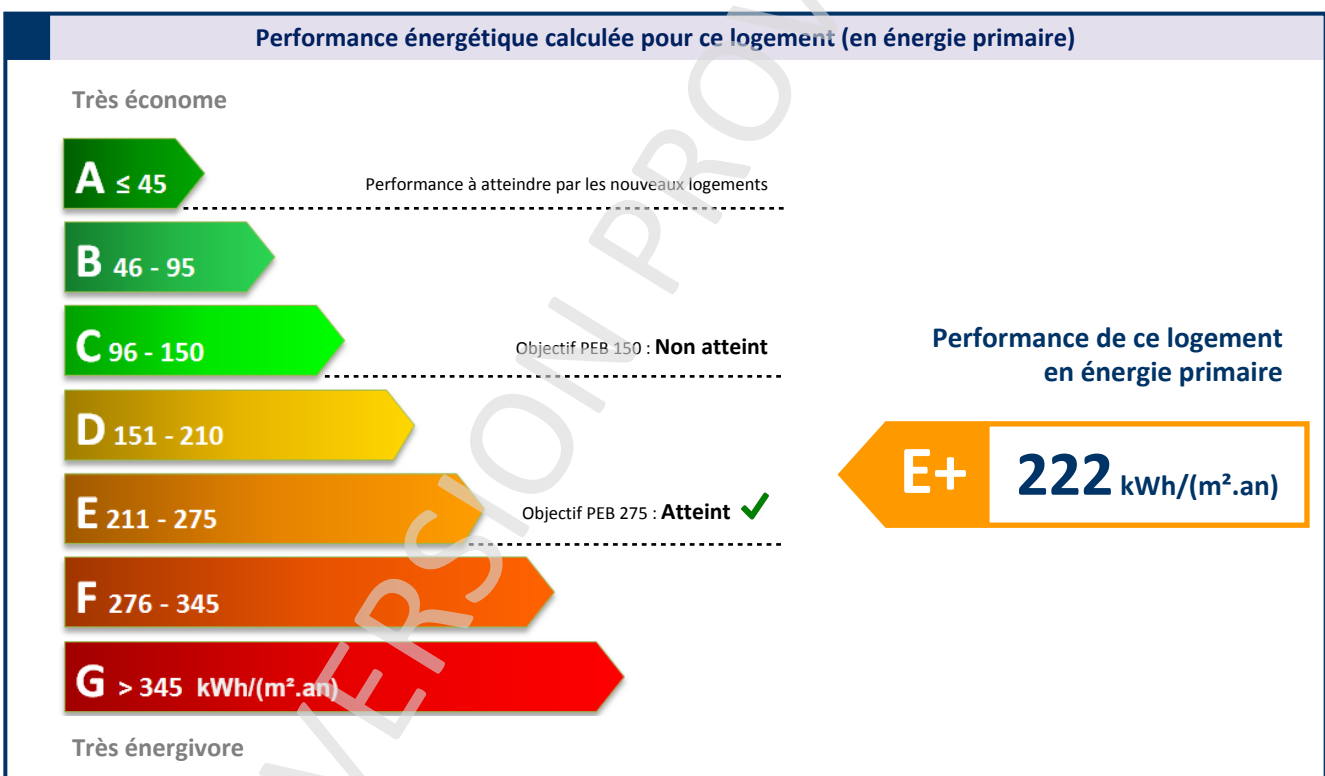 Performance énergétique calculée pour ce logement (en énergie primaire)
Très économe
A ≤ 45
Performance à atteindre par les nouveaux logements
B 46 - 95
C 96 - 150
Objectif PEB 150 : Non atteint
Performance de ce logement
en énergie primaire
D 151 - 210
E+ 222 kWh/(m².an)
E 211 - 275
Objectif PEB 275 : Atteint ✓
F 276 - 345
G > 345 kWh/(m².an)
Très énergivore
VERSION PROV